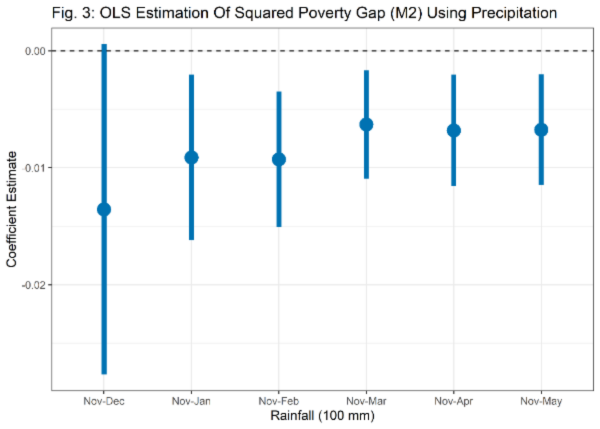 Fig. 3: OLS Estimation Of Squared Poverty Gap (M2) Using Precipitation
0.00
-0.01
-0.02
Coefficient Estimate
Nov-Dec Nov-Jan Nov-Feb Nov-Mar Nov-Apr Nov-May
Rainfall (100 mm)